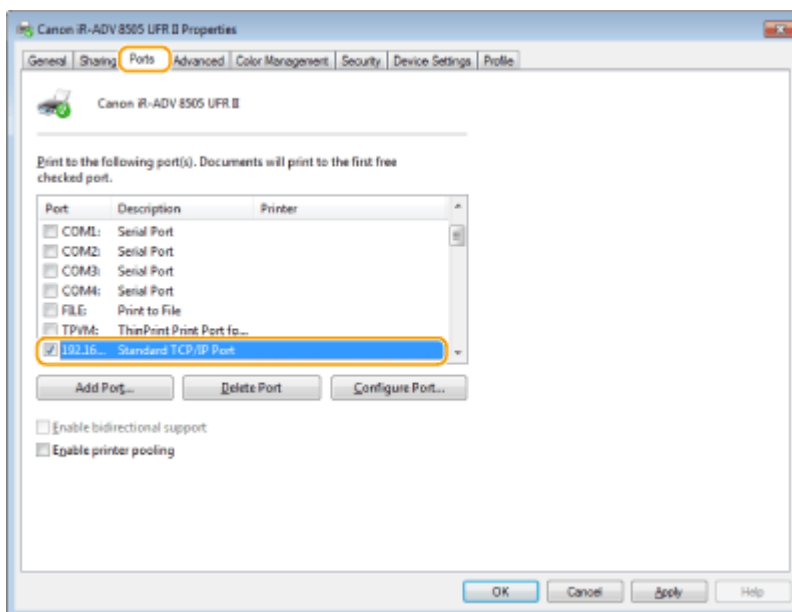 Canon iR-ADV 8505 UFR II Properties
General Sharing Ports Advanced Color Management Security Device Settings Profile
Canon iR-ADV 8505 UFR II
Print to the following port(s). Documents will print to the first free
checked port.
Port Description Printer
COM1: Serial Port
COM2: Serial Port
COM3: Serial Port
COM4: Serial Port
FILE: Print to File
TPVM: ThinPrint Print Port fo...
192.16... Standard TCP/IP Port
Add Port... Delete Port Configure Port...
Enable bidirectional support
Enable printer pooling
OK Cancel Apply Help